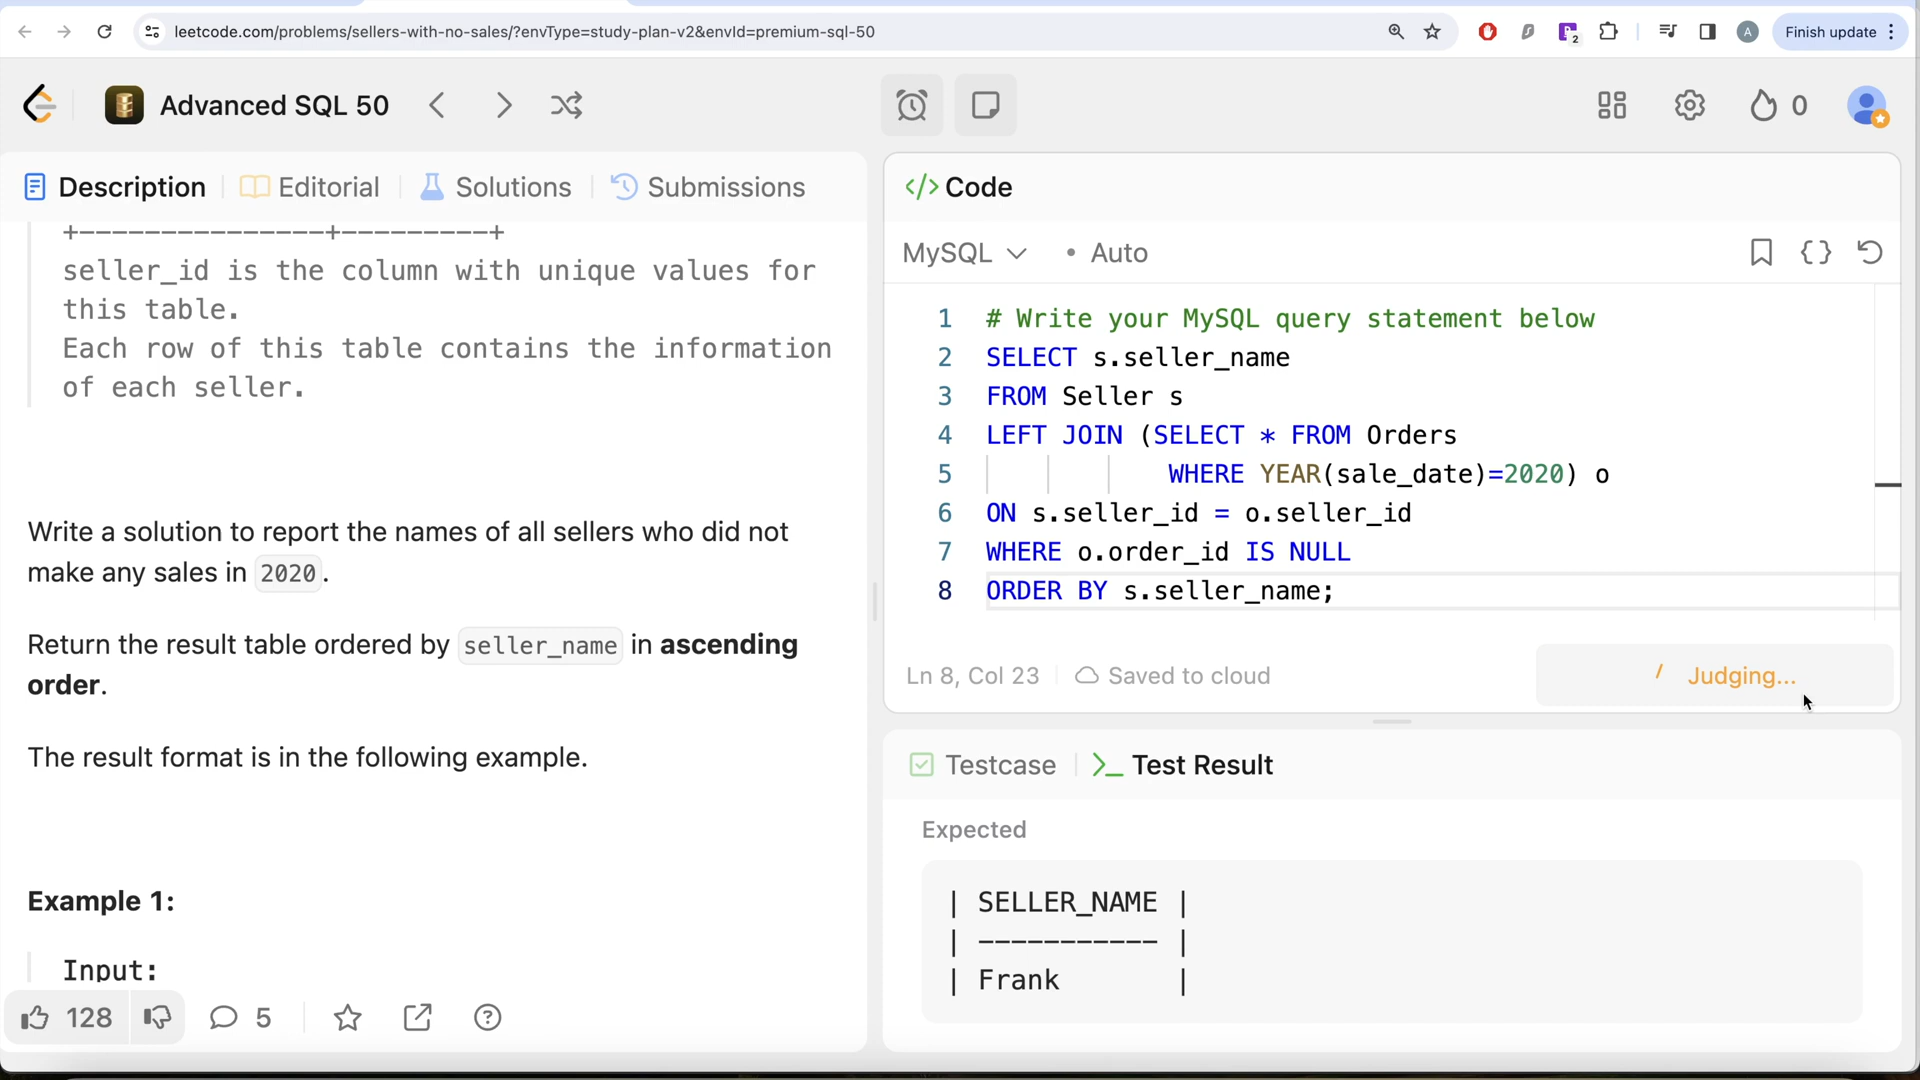 leetcode.com/problems/sellers-with-no-sales/?envType=study-plan-v2&envId=premium-sql-50
2
A
Finish update
Advanced SQL 50
0
Description
Editorial
Solutions
Submissions
+---------------+---------+
seller_id is the column with unique values for
this table.
Each row of this table contains the information
of each seller.
Write a solution to report the names of all sellers who did not
make any sales in 2020.
Return the result table ordered by seller_name in ascending
order.
The result format is in the following example.
Example 1:
Input:
128
5
</> Code
MySQL
• Auto
1 # Write your MySQL query statement below
2 SELECT s.seller_name
3 FROM Seller s
4 LEFT JOIN (SELECT * FROM Orders
5 WHERE YEAR(sale_date)=2020) o
6 ON s.seller_id = o.seller_id
7 WHERE o.order_id IS NULL
8 ORDER BY s.seller_name;
Ln 8, Col 23
Saved to cloud
Judging...
Testcase
Test Result
Expected
| SELLER_NAME |
| ----------- |
| Frank |